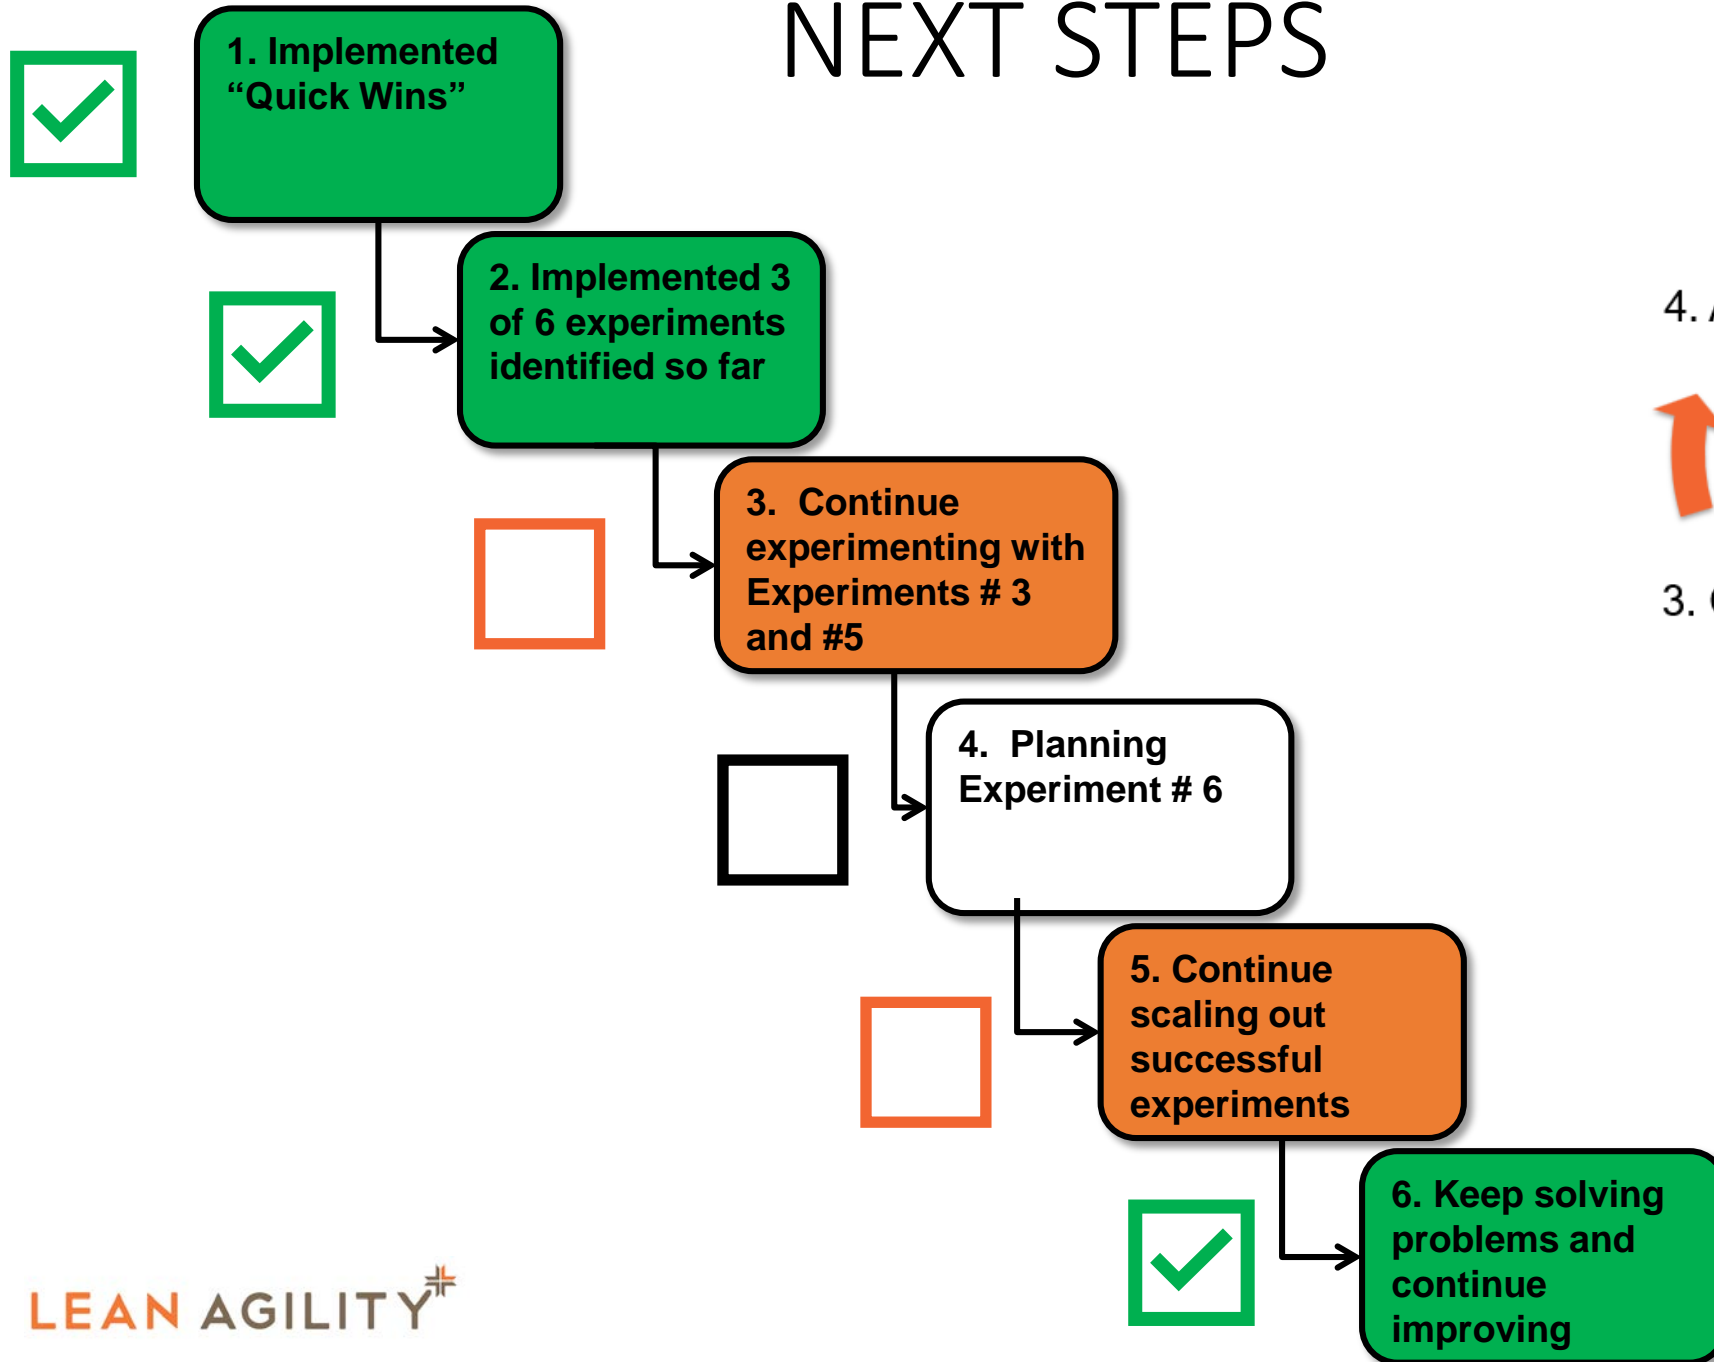 NEXT STEPS
1. Implemented
“Quick Wins”
2. Implemented 3
of 6 experiments
identified so far
4.
3. Continue
experimenting with
Experiments # 3
and #5
3.
4. Planning
Experiment # 6
5. Continue
scaling out
successful
experiments
6. Keep solving
problems and
continue
improving
LEAN AGILITY